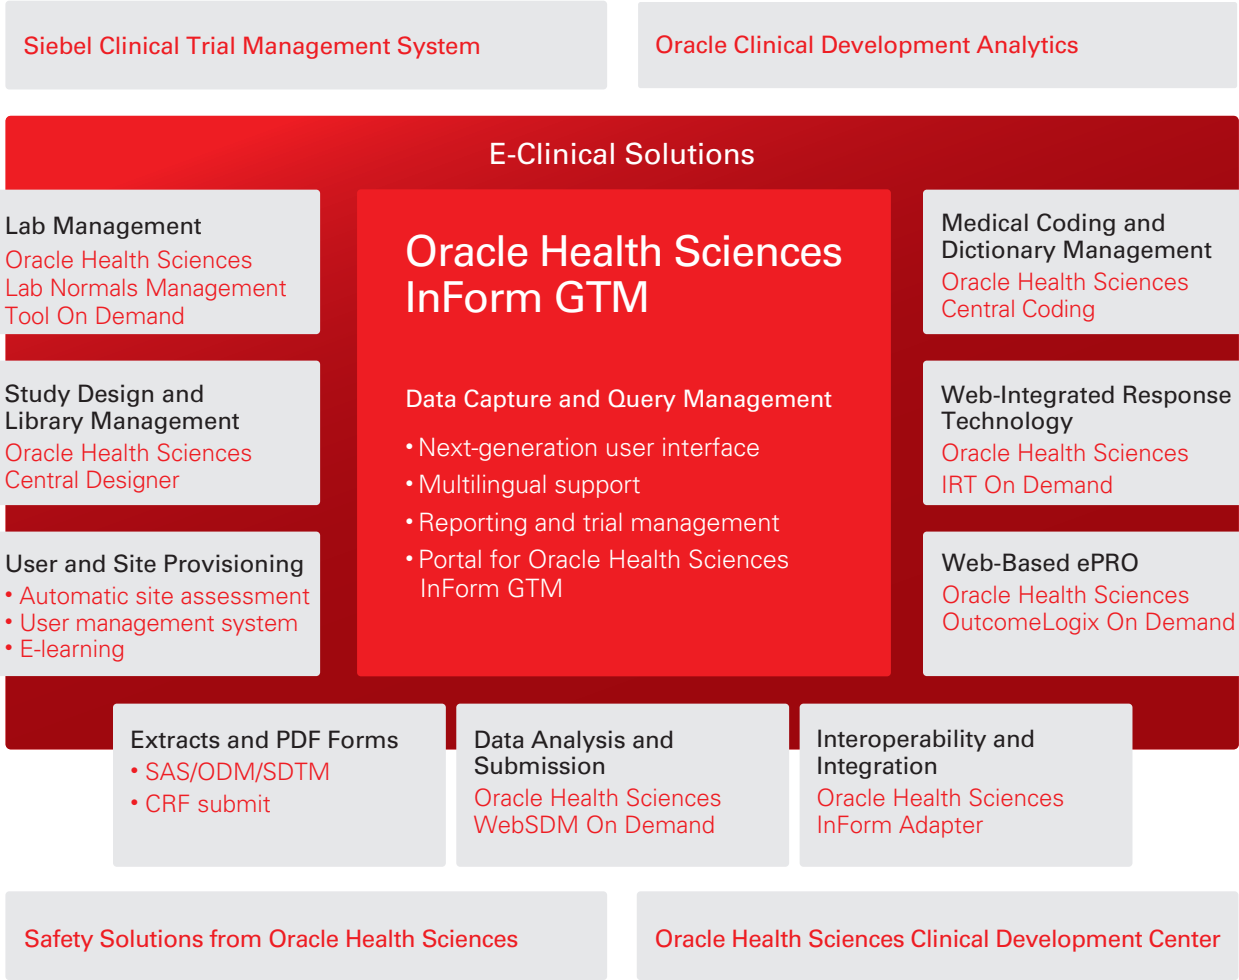 Siebel Clinical Trial Management System
Oracle Clinical Development Analytics
E-Clinical Solutions
Lab Management
Oracle Health Sciences
Lab Normals Management
Tool On Demand
Study Design and
Library Management
Oracle Health Sciences
Central Designer
User and Site Provisioning
• Automatic site assessment
• User management system
• E-learning
Oracle Health Sciences
InForm GTM
Data Capture and Query Management
• Next-generation user interface
• Multilingual support
• Reporting and trial management
• Portal for Oracle Health Sciences
InForm GTM
Medical Coding and
Dictionary Management
Oracle Health Sciences
Central Coding
Web-Integrated Response
Technology
Oracle Health Sciences
IRT On Demand
Web-Based ePRO
Oracle Health Sciences
OutcomeLogix On Demand
Extracts and PDF Forms
• SAS/ODM/SDTM
• CRF submit
Data Analysis and
Submission
Oracle Health Sciences
WebSDM On Demand
Interoperability and
Integration
Oracle Health Sciences
InForm Adapter
Safety Solutions from Oracle Health Sciences
Oracle Health Sciences Clinical Development Center